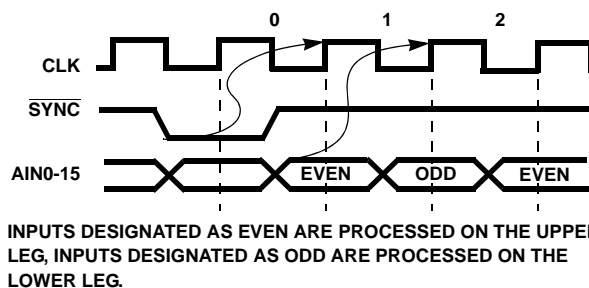 0 1 2
CLK
SYNC
AIN0-15 EVEN ODD EVEN
INPUTS DESIGNATED AS EVEN ARE PROCESSED ON THE UPPER
LEG, INPUTS DESIGNATED AS ODD ARE PROCESSED ON THE
LOWER LEG.